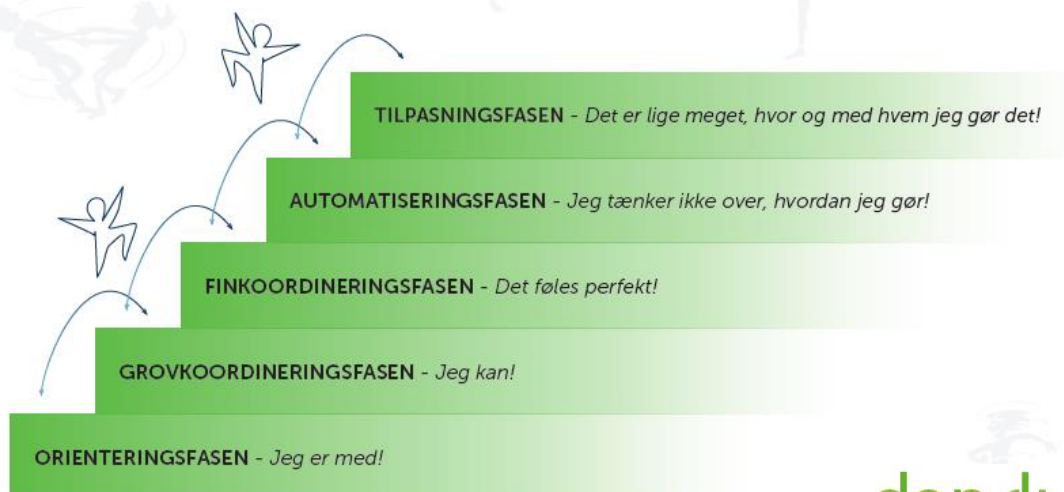 TILPASNINGSFASEN - Det er lige meget, hvor og med hvem jeg gør det!
AUTOMATISERINGSFASEN - Jeg tænker ikke over, hvordan jeg gør!
FINKOORDINERINGSFASEN - Det føles perfekt!
GROVKOORDINERINGSFASEN - Jeg kan!
ORIENTERINGSFASEN - Jeg er med!